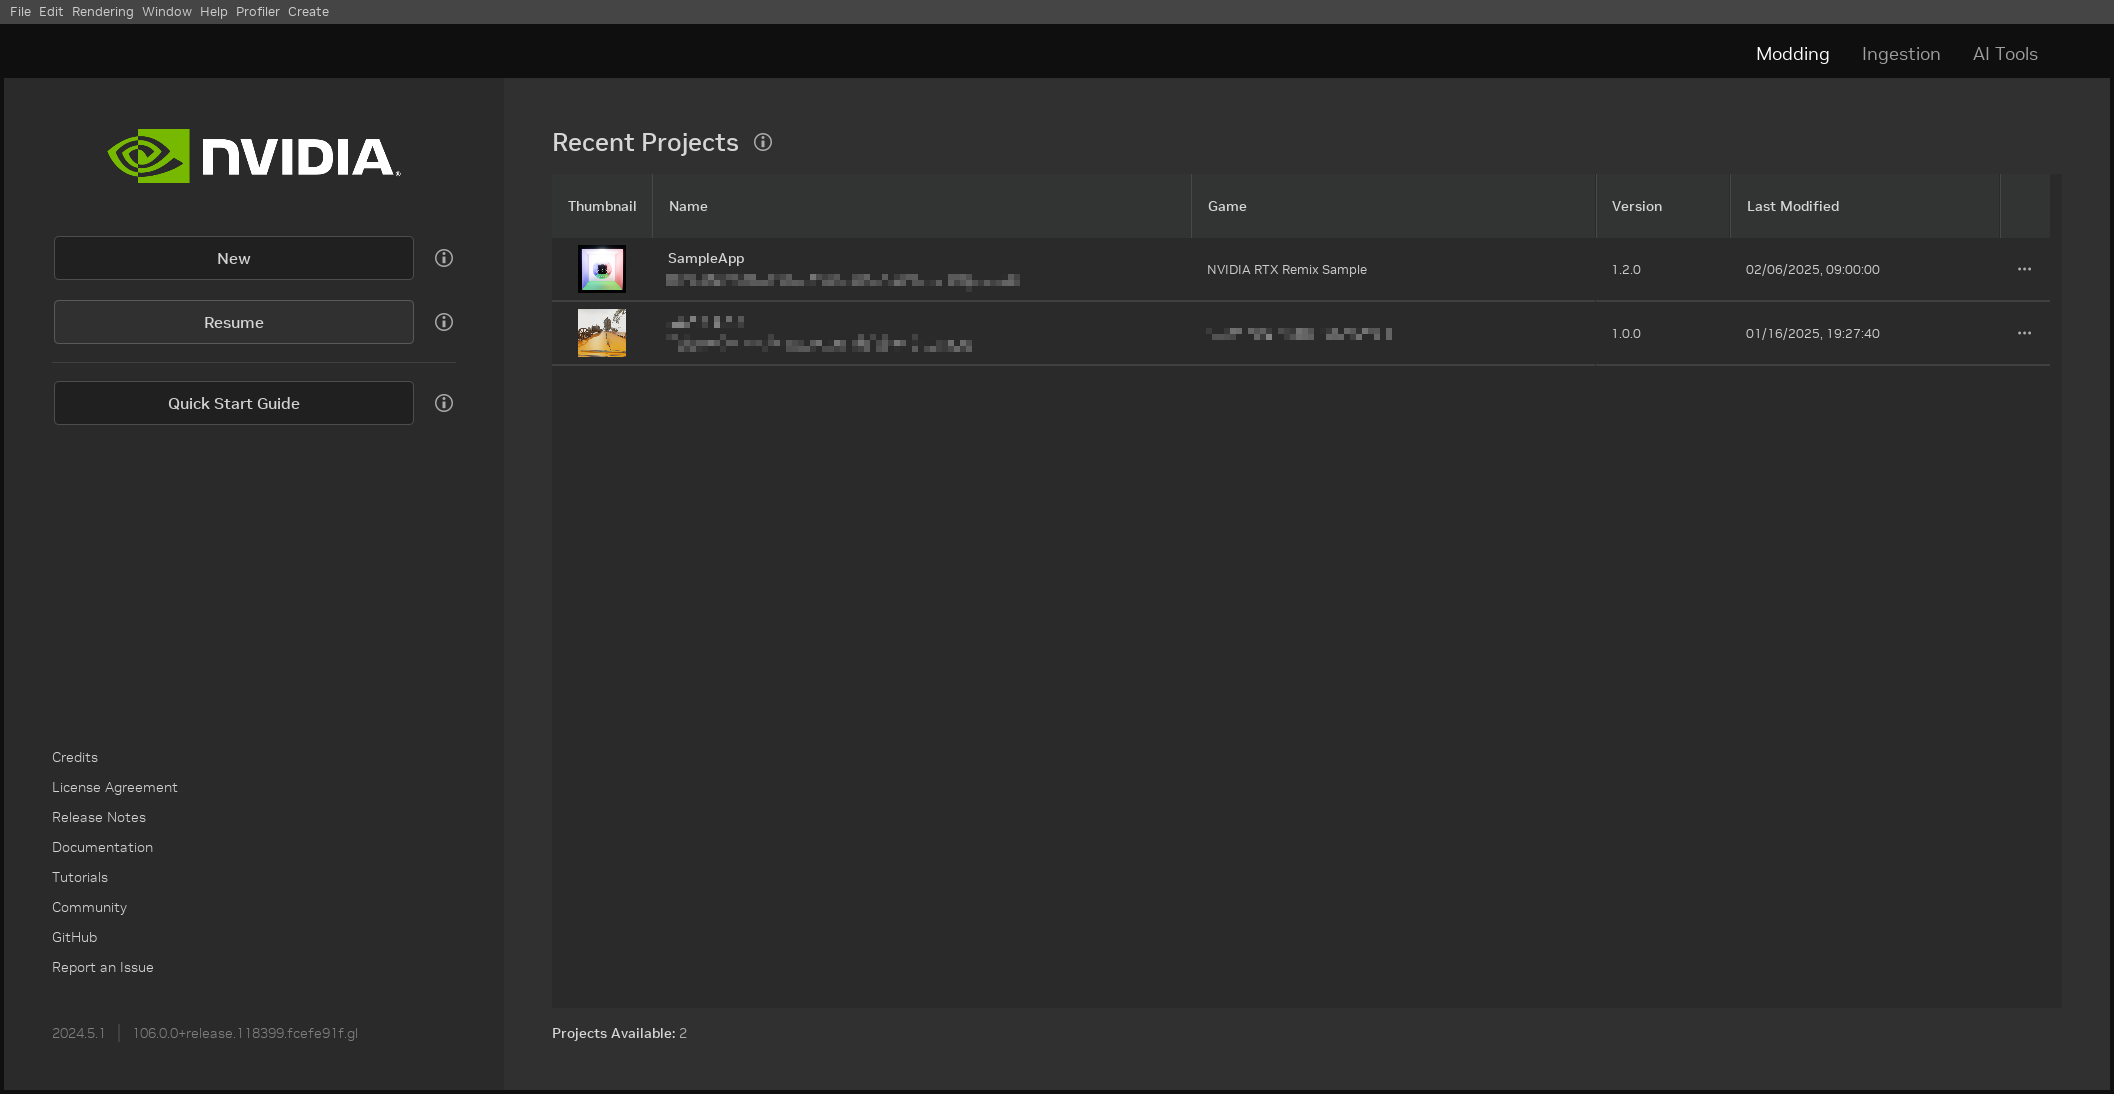 File Edit Rendering Window Help Profiler Create
Modding Ingestion AI Tools
NVIDIA®
New
Resume
Quick Start Guide
Credits
License Agreement
Release Notes
Documentation
Tutorials
Community
GitHub
Report an Issue
2024.5.1 | 106.0.0+release.118399.fcefe91f.gl
Recent Projects
Thumbnail Name Game Version Last Modified
SampleApp
NVIDIA RTX Remix Sample 1.2.0 02/06/2025, 09:00:00
1.0.0 01/16/2025, 19:27:40
Projects Available: 2